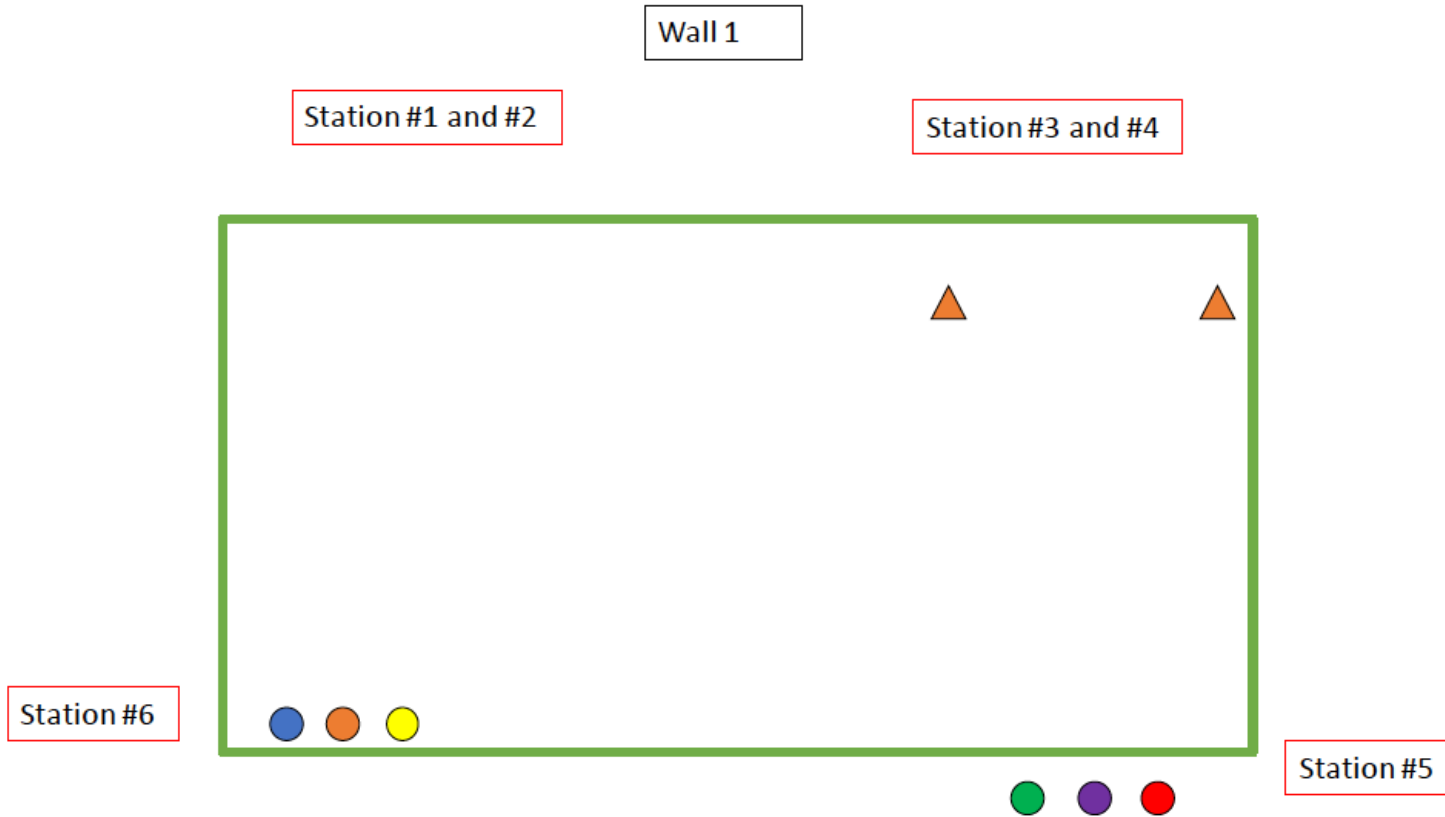 Wall 1
Station #1 and #2
Station #3 and #4
Station #6
Station #5